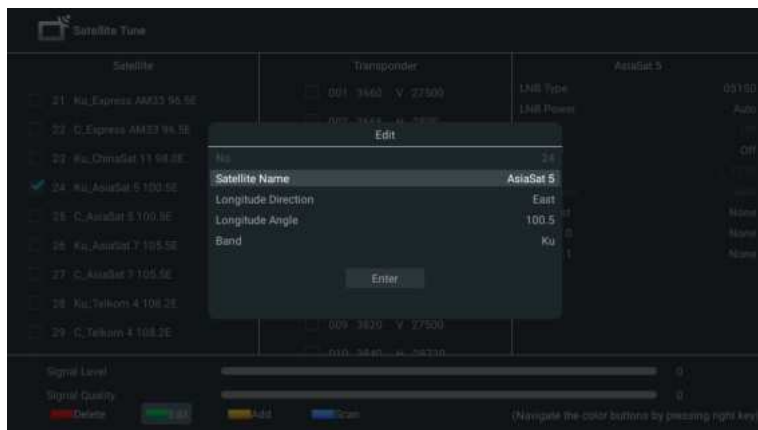 Satellite Tune
Satellite
Transponder
AsiaSat 5
21 Ku_Express AM33 96.5E
22 C_Express AM33 96.5E
23 Ku_ChinaSat 11 98.0E
24 Ku_AsiaSat 5 100.5E
25 C_AsiaSat 5 100.5E
26 Ku_AsiaSat 7 105.5E
27 C_AsiaSat 7 105.5E
28 Ku_Telkom 4 108.2E
29 C_Telkom 4 108.2E
001 3660 V 27500
009 3820 V 27500
LNB Type
LNB Power Auto
Off
None
None
None
Edit
No 24
Satellite Name AsiaSat 5
Longitude Direction East
Longitude Angle 100.5
Band Ku
Enter
Signal Level 0
Signal Quality 0
Delete Edit Add Scan (Navigate the color buttons by pressing right key)